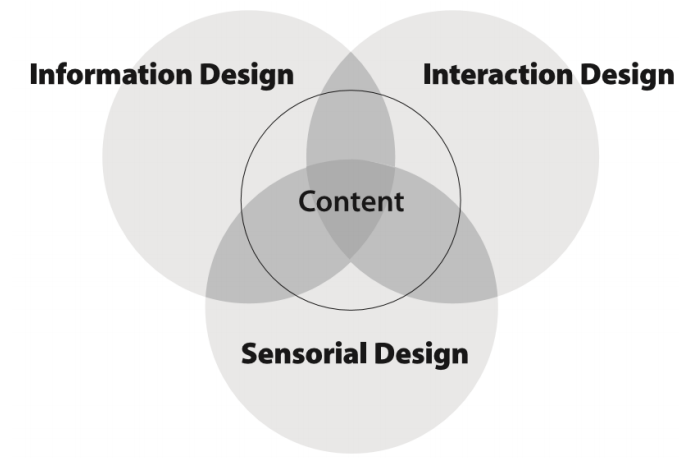 Information Design
Interaction Design
Content
Sensorial Design